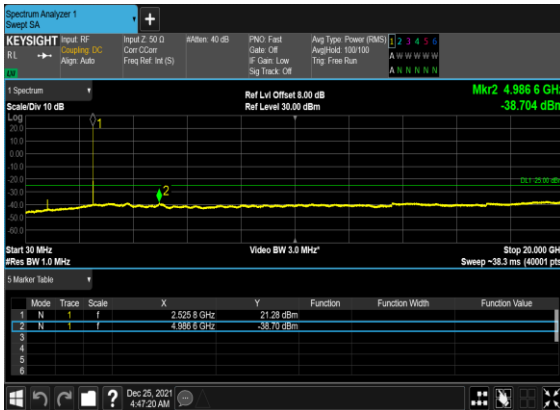 Spectrum Analyzer 1
Swept SA
KEYSIGHT
RL
Input: RF
Coupling: DC
Align: Auto
Input Z: 50 Ω
Corr CCorr
Freq Ref: Int (S)
#Atten: 40 dB
PNO: Fast
Gate: Off
IF Gain: Low
Sig Track: Off
Avg Type: Power (RMS)
Avg|Hold: 100/100
Trig: Free Run
1 2 3 4 5 6
A W W W W W
A N N N N N
1 Spectrum
Scale/Div 10 dB
Ref Lvl Offset 8.00 dB
Ref Level 30.00 dBm
Mkr2 4.986 6 GHz
-38.704 dBm
Log
20.0
10.0
0.00
-10.0
-20.0
-30.0
-40.0
-50.0
-60.0
1
2
DL1 -25.00 dBm
Start 30 MHz
#Res BW 1.0 MHz
Video BW 3.0 MHz*
Stop 20.000 GHz
Sweep ~38.3 ms (40001 pts)
5 Marker Table
Mode Trace Scale X Y Function Function Width Function Value
1 N 1 f 2.525 8 GHz 21.28 dBm
2 N 1 f 4.986 6 GHz -38.70 dBm
3
4
5
6
?
Dec 25, 2021
4:47:20 AM